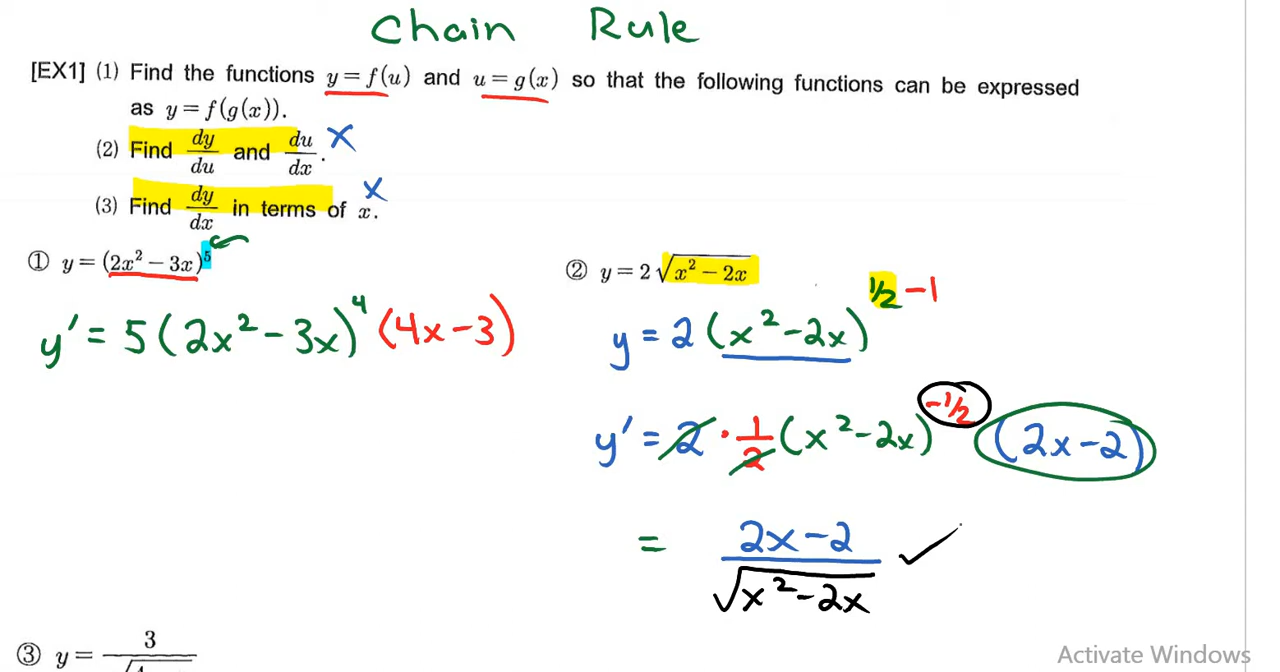 Chain Rule
[EX1] (1) Find the functions y = f(u) and u = g(x) so that the following functions can be expressed
as y = f(g(x)).
(2) Find dy/du and du/dx. X
(3) Find dy/dx in terms of x. X
① y = (2x² − 3x)⁵
y' = 5(2x² − 3x)⁴ (4x − 3)
② y = 2√(x² − 2x)
y = 2(x² − 2x)^(1/2 − 1)
y' = 2 · 1/2 (x² − 2x)^(−1/2) (2x − 2)
= (2x − 2)/√(x² − 2x) ✓
③ y = 3/√
Activate Windows